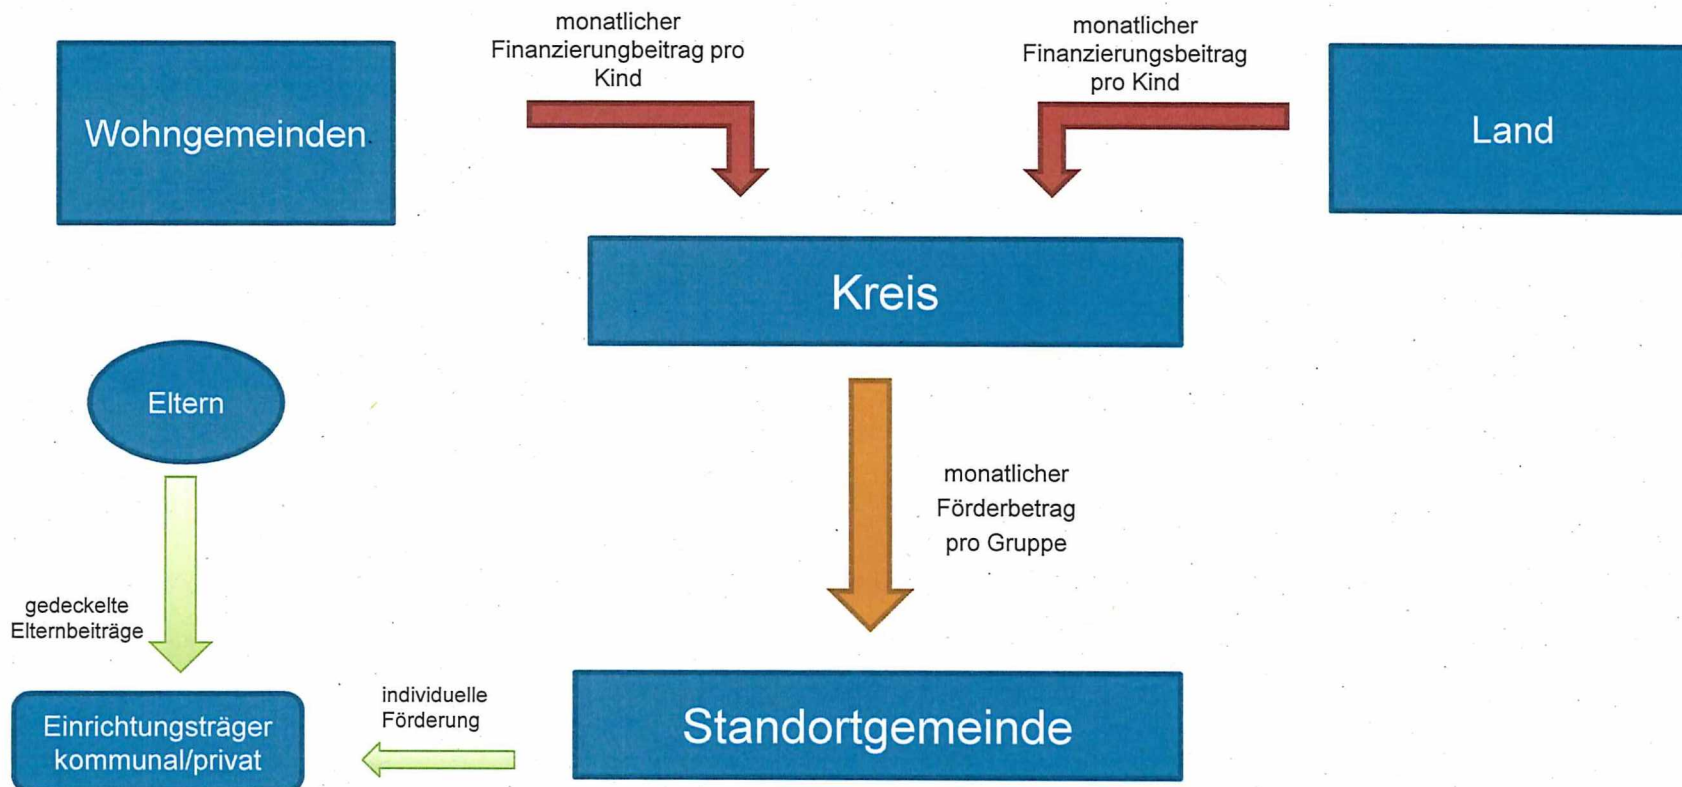 monatlicher
Finanzierungbeitrag pro
Kind
monatlicher
Finanzierungsbeitrag
pro Kind
Wohngemeinden
Land
Kreis
Eltern
monatlicher
Förderbetrag
pro Gruppe
gedeckelte
Elternbeiträge
individuelle
Förderung
Einrichtungsträger
kommunal/privat
Standortgemeinde